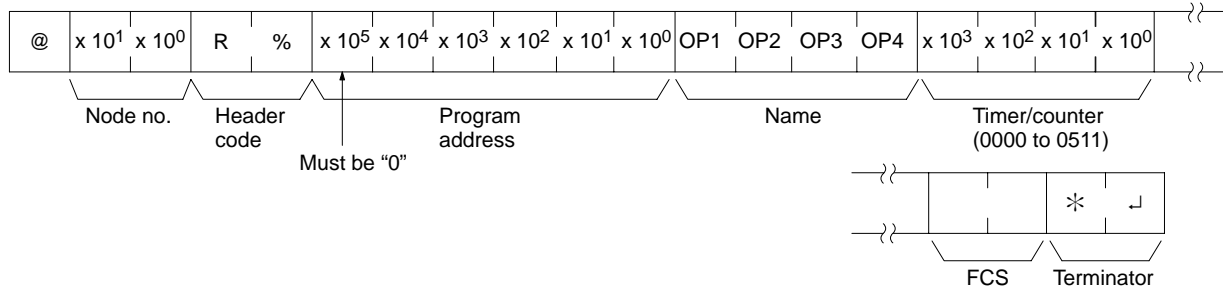 @ x 10¹ x 10⁰ R % x 10⁵ x 10⁴ x 10³ x 10² x 10¹ x 10⁰ OP1 OP2 OP3 OP4 x 10³ x 10² x 10¹ x 10⁰
Node no. Header code Program address Name Timer/counter (0000 to 0511)
Must be “0”
* ↵
FCS Terminator